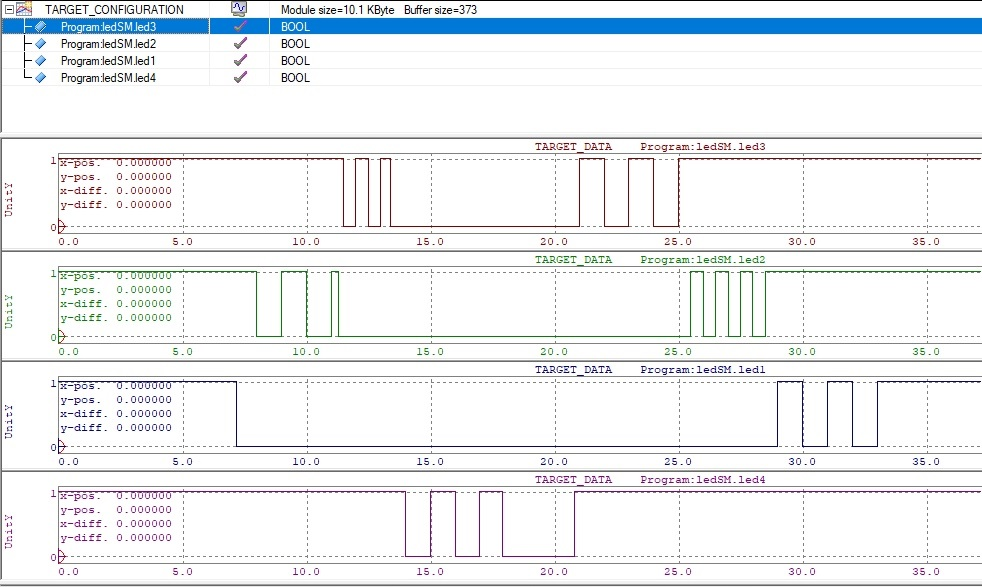 TARGET_CONFIGURATION Module size=10.1 KByte Buffer size=373
Program:ledSM.led3 BOOL
Program:ledSM.led2 BOOL
Program:ledSM.led1 BOOL
Program:ledSM.led4 BOOL
TARGET_DATA Program:ledSM.led3
UnitY
1
x-pos. 0.000000
y-pos. 0.000000
x-diff. 0.000000
y-diff. 0.000000
0
0.0 5.0 10.0 15.0 20.0 25.0 30.0 35.0
TARGET_DATA Program:ledSM.led2
UnitY
1
x-pos. 0.000000
y-pos. 0.000000
x-diff. 0.000000
y-diff. 0.000000
0
0.0 5.0 10.0 15.0 20.0 25.0 30.0 35.0
TARGET_DATA Program:ledSM.led1
UnitY
1
x-pos. 0.000000
y-pos. 0.000000
x-diff. 0.000000
y-diff. 0.000000
0
0.0 5.0 10.0 15.0 20.0 25.0 30.0 35.0
TARGET_DATA Program:ledSM.led4
UnitY
1
x-pos. 0.000000
y-pos. 0.000000
x-diff. 0.000000
y-diff. 0.000000
0
0.0 5.0 10.0 15.0 20.0 25.0 30.0 35.0